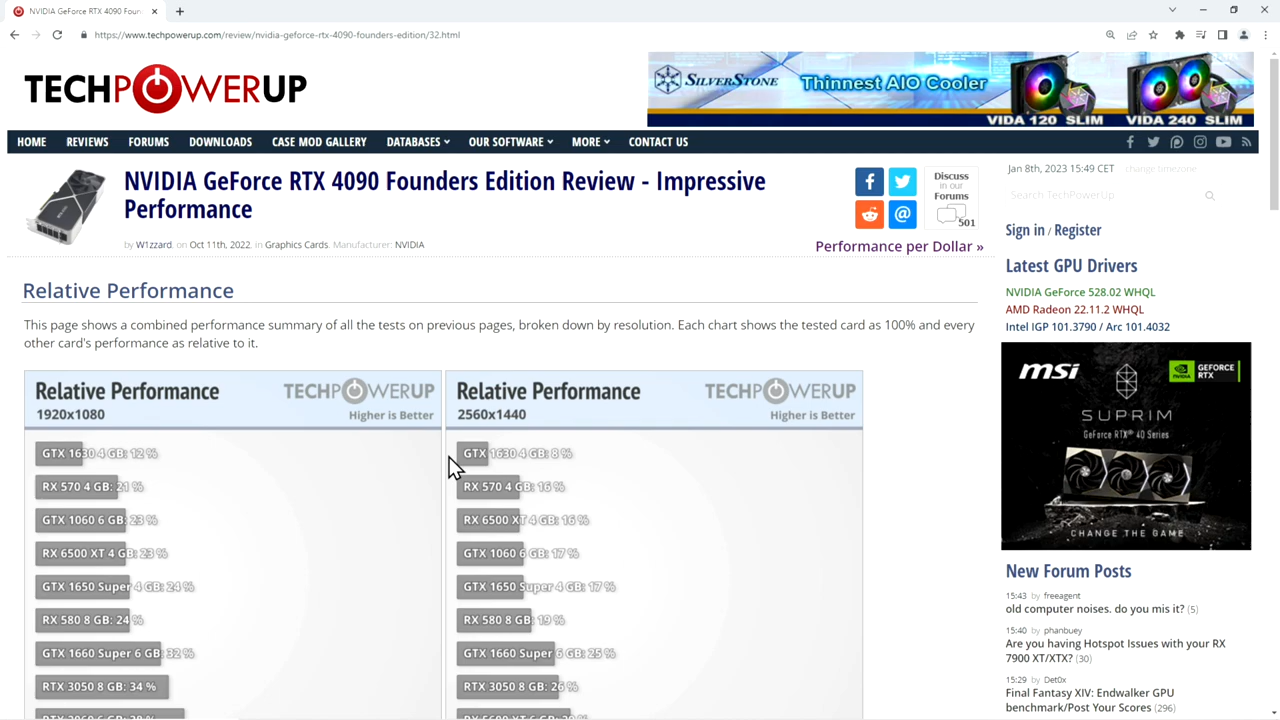 NVIDIA GeForce RTX 4090 Foun
https://www.techpowerup.com/review/nvidia-geforce-rtx-4090-founders-edition/32.html
TECHPOWERUP
SILVERSTONE
Thinnest AIO Cooler
VIDA 120 SLIM
VIDA 240 SLIM
HOME
REVIEWS
FORUMS
DOWNLOADS
CASE MOD GALLERY
DATABASES
OUR SOFTWARE
MORE
CONTACT US
NVIDIA GeForce RTX 4090 Founders Edition Review - Impressive
Performance
by W1zzard, on Oct 11th, 2022, in Graphics Cards. Manufacturer: NVIDIA
Discuss
in our
Forums
501
Performance per Dollar »
Relative Performance
This page shows a combined performance summary of all the tests on previous pages, broken down by resolution. Each chart shows the tested card as 100% and every
other card's performance as relative to it.
Relative Performance
TECHPOWERUP
1920x1080
Higher is Better
GTX 1630 4 GB: 12 %
RX 570 4 GB: 21 %
GTX 1060 6 GB: 23 %
RX 6500 XT 4 GB: 23 %
GTX 1650 Super 4 GB: 24 %
RX 580 8 GB: 24 %
GTX 1660 Super 6 GB: 32 %
RTX 3050 8 GB: 34 %
Relative Performance
TECHPOWERUP
2560x1440
Higher is Better
GTX 1630 4 GB: 8 %
RX 570 4 GB: 16 %
RX 6500 XT 4 GB: 16 %
GTX 1060 6 GB: 17 %
GTX 1650 Super 4 GB: 17 %
RX 580 8 GB: 19 %
GTX 1660 Super 6 GB: 25 %
RTX 3050 8 GB: 26 %
Jan 8th, 2023 15:49 CET change timezone
Search TechPowerUp
Sign in / Register
Latest GPU Drivers
NVIDIA GeForce 528.02 WHQL
AMD Radeon 22.11.2 WHQL
Intel IGP 101.3790 / Arc 101.4032
msi
GEFORCE
RTX
SUPRIM
GeForce RTX® 40 Series
CHANGE THE GAME
New Forum Posts
15:43 by freeagent
old computer noises. do you mis it? (5)
15:40 by phanbuey
Are you having Hotspot Issues with your RX
7900 XT/XTX? (30)
15:29 by Det0x
Final Fantasy XIV: Endwalker GPU
benchmark/Post Your Scores (296)